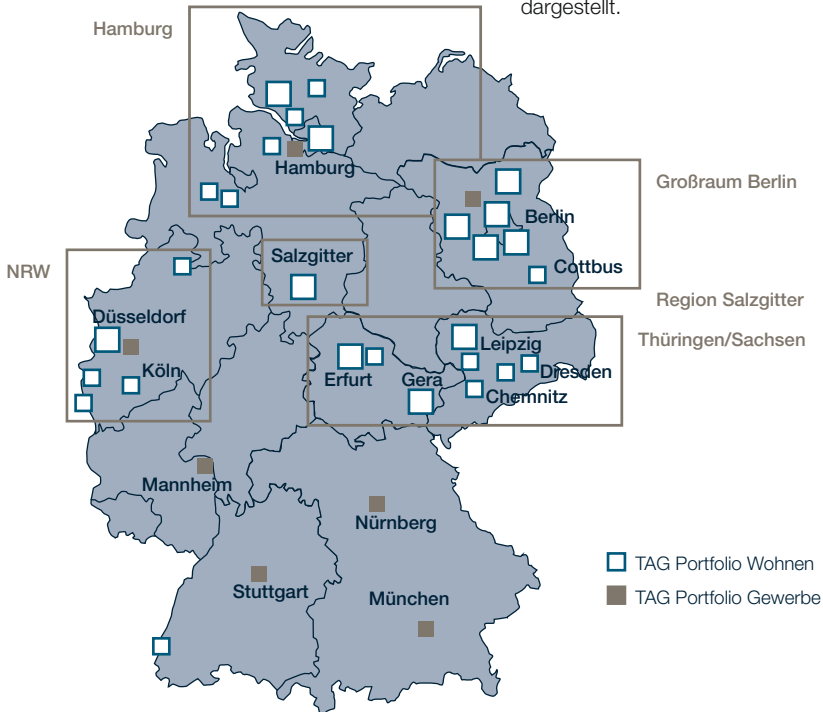 dargestellt.
Hamburg
Hamburg
Großraum Berlin
Berlin
Cottbus
NRW
Salzgitter
Region Salzgitter
Düsseldorf
Thüringen/Sachsen
Leipzig
Köln
Erfurt
Gera
Dresden
Chemnitz
Mannheim
Nürnberg
TAG Portfolio Wohnen
Stuttgart
München
TAG Portfolio Gewerbe